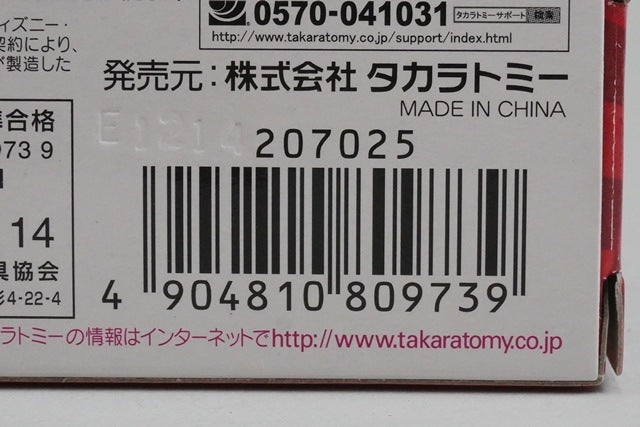 0570-041031 タカラトミーサポート 検索
http://www.takaratomy.co.jp/support/index.html
ィズニー・
契約により、
が製造した
発売元：株式会社 タカラトミー
MADE IN CHINA
合格
973 9
14
具協会
4-22-4
E1214
207025
4 904810 809739
ラトミーの情報はインターネットでhttp://www.takaratomy.co.jp